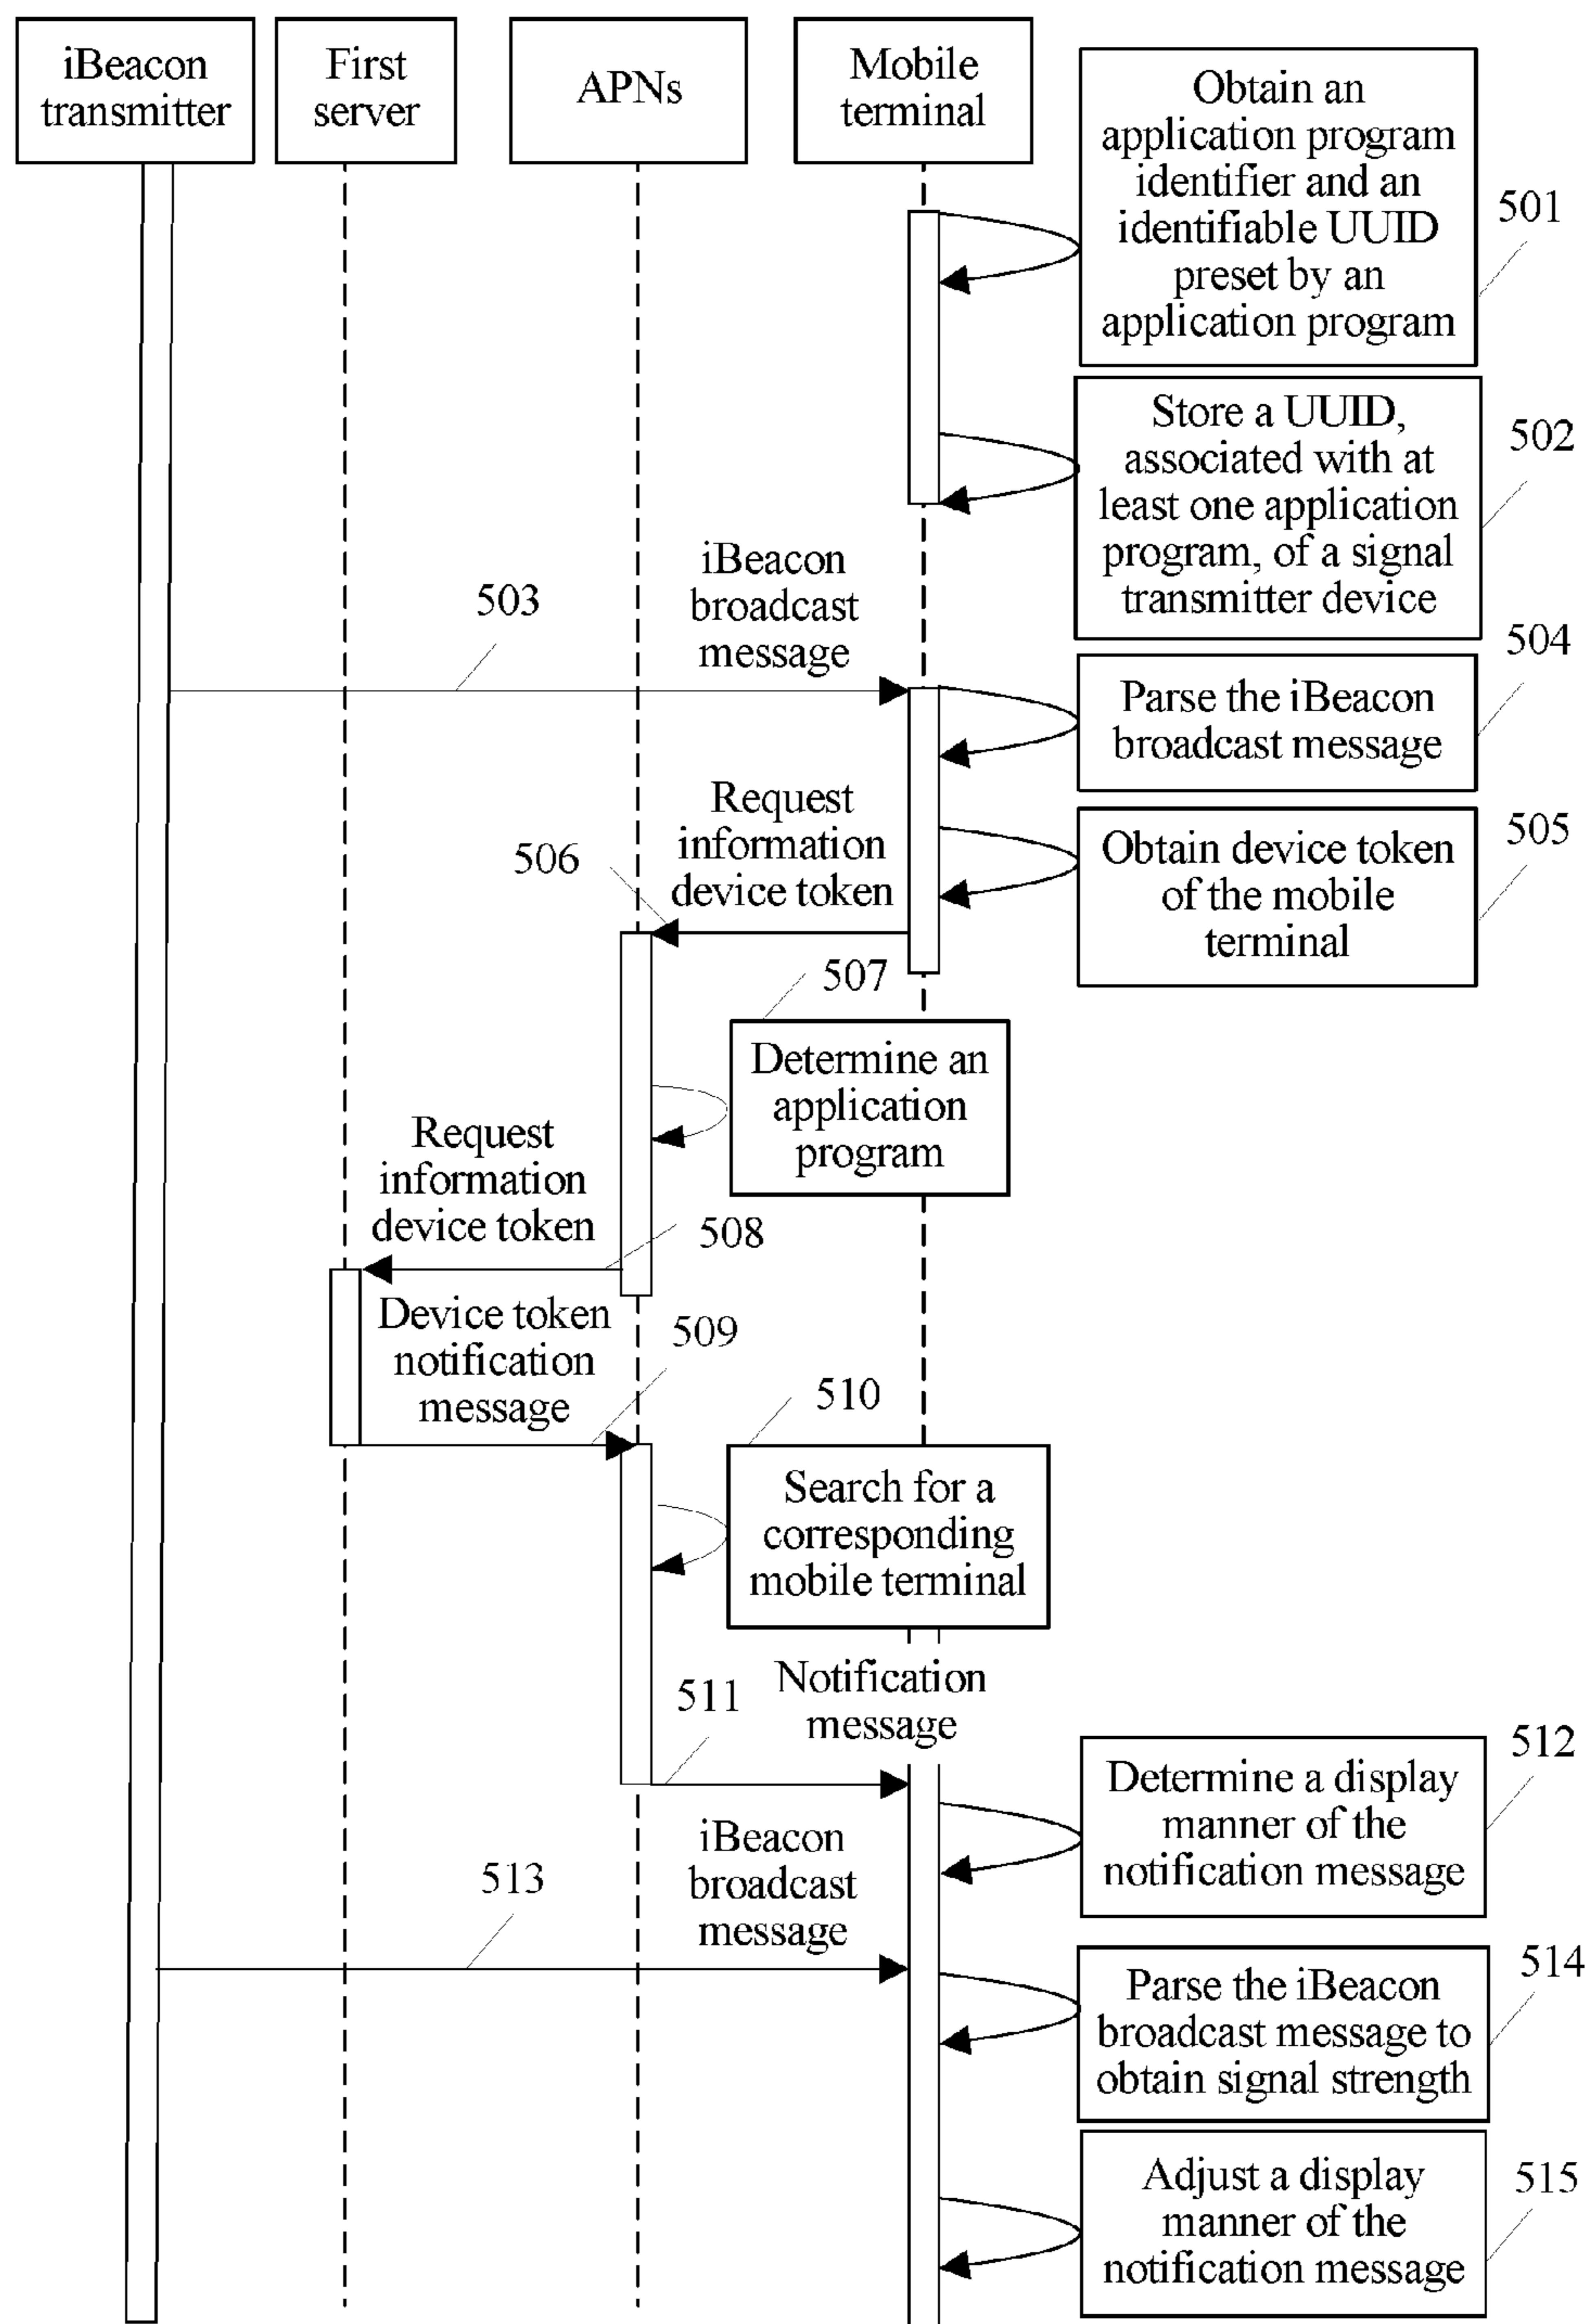 iBeacon
transmitter
First
server
APNs
Mobile
terminal
Obtain an
application program
identifier and an
identifiable UUID
preset by an
application program
501
Store a UUID,
associated with at
least one application
program, of a signal
transmitter device
502
iBeacon
broadcast
message
503
504
Parse the iBeacon
broadcast message
Request
information
device token
505
Obtain device token
of the mobile
terminal
506
507
Determine an
application
program
Request
information
device token
508
Device token
notification
message
509
510
Search for a
corresponding
mobile terminal
Notification
message
511
512
Determine a display
manner of the
notification message
iBeacon
broadcast
message
513
514
Parse the iBeacon
broadcast message to
obtain signal strength
Adjust a display
manner of the
notification message
515